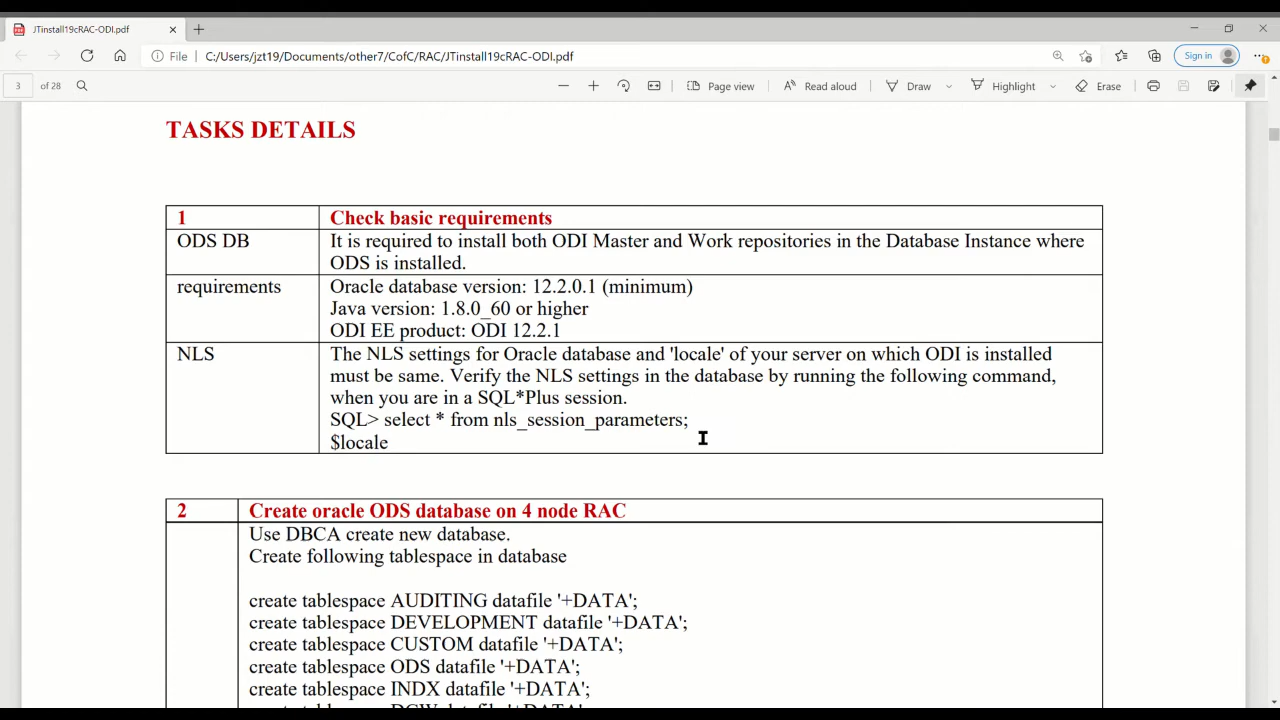 JTinstall19cRAC-ODI.pdf
File C:/Users/jzt19/Documents/other7/CofC/RAC/JTinstall19cRAC-ODI.pdf
Sign in
3 of 28
Page view
Read aloud
Draw
Highlight
Erase
TASKS DETAILS
1 Check basic requirements
ODS DB It is required to install both ODI Master and Work repositories in the Database Instance where
ODS is installed.
requirements Oracle database version: 12.2.0.1 (minimum)
Java version: 1.8.0_60 or higher
ODI EE product: ODI 12.2.1
NLS The NLS settings for Oracle database and 'locale' of your server on which ODI is installed
must be same. Verify the NLS settings in the database by running the following command,
when you are in a SQL*Plus session.
SQL> select * from nls_session_parameters;
$locale
2 Create oracle ODS database on 4 node RAC
Use DBCA create new database.
Create following tablespace in database
create tablespace AUDITING datafile '+DATA';
create tablespace DEVELOPMENT datafile '+DATA';
create tablespace CUSTOM datafile '+DATA';
create tablespace ODS datafile '+DATA';
create tablespace INDX datafile '+DATA';